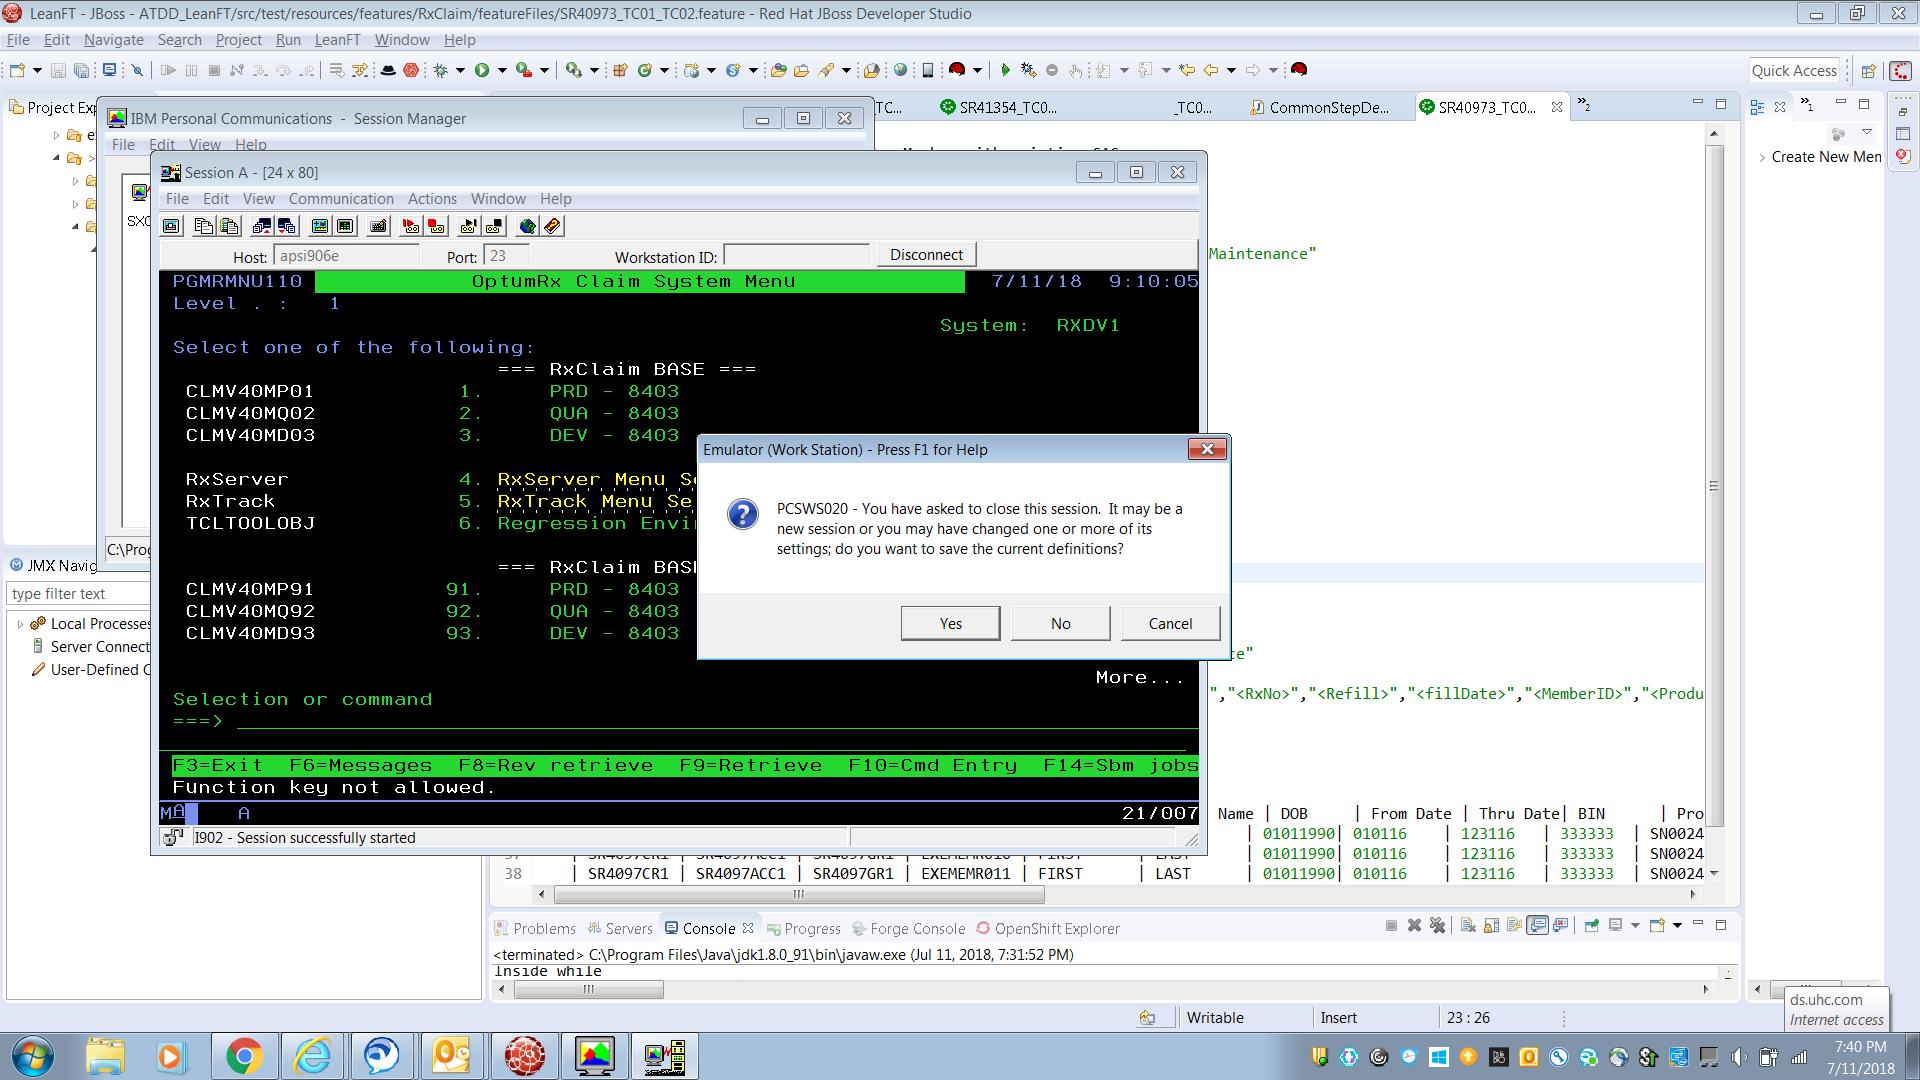 LeanFT - JBoss - ATDD_LeanFT/src/test/resources/features/RxClaim/featureFiles/SR40973_TC01_TC02.feature - Red Hat JBoss Developer Studio
File Edit Navigate Search Project Run LeanFT Window Help
Quick Access
Project Exp
IBM Personal Communications - Session Manager
_TC...
SR41354_TC0...
_TC0...
CommonStepDe...
SR40973_TC0...
»2
»1
File Edit View Help
Create New Men
Session A - [24 x 80]
File Edit View Communication Actions Window Help
SXC
Host: apsi906e Port: 23 Workstation ID: Disconnect
Maintenance"
PGMRMNU110 OptumRx Claim System Menu 7/11/18 9:10:05
Level . : 1
System: RXDV1
Select one of the following:
=== RxClaim BASE ===
CLMV40MP01 1. PRD - 8403
CLMV40MQ02 2. QUA - 8403
CLMV40MD03 3. DEV - 8403
RxServer 4. RxServer Menu Se
RxTrack 5. RxTrack Menu Se
TCLTOOLOBJ 6. Regression Envi
=== RxClaim BAS
CLMV40MP91 91. PRD - 8403
CLMV40MQ92 92. QUA - 8403
CLMV40MD93 93. DEV - 8403
More...
Selection or command
===>
F3=Exit F6=Messages F8=Rev retrieve F9=Retrieve F10=Cmd Entry F14=Sbm jobs
Function key not allowed.
MA A 21/007
I902 - Session successfully started
Emulator (Work Station) - Press F1 for Help
PCSWS020 - You have asked to close this session. It may be a
new session or you may have changed one or more of its
settings; do you want to save the current definitions?
Yes No Cancel
C:\Prog
JMX Navig
type filter text
Local Processes
Server Connect
User-Defined C
ce"
","<RxNo>","<Refill>","<fillDate>","<MemberID>","<Produ
Name | DOB | From Date | Thru Date| BIN | Pro
| 01011990| 010116 | 123116 | 333333 | SN0024
37 | SR4097CR1 | SR4097ACC1 | SR4097GR1 | EXEMEMR010 | FIRST | LAST | 01011990| 010116 | 123116 | 333333 | SN0024
38 | SR4097CR1 | SR4097ACC1 | SR4097GR1 | EXEMEMR011 | FIRST | LAST | 01011990| 010116 | 123116 | 333333 | SN0024
Problems Servers Console Progress Forge Console OpenShift Explorer
<terminated> C:\Program Files\Java\jdk1.8.0_91\bin\javaw.exe (Jul 11, 2018, 7:31:52 PM)
Inside while
Writable Insert 23 : 26
ds.uhc.com
Internet access
7:40 PM
7/11/2018